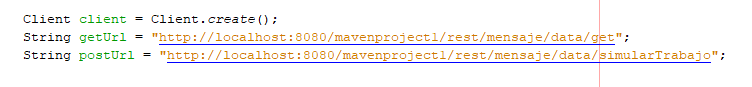 Client client = Client.create();
String getUrl = "http://localhost:8080/mavenproject1/rest/mensaje/data/get";
String postUrl = "http://localhost:8080/mavenproject1/rest/mensaje/data/simularTrabajo";